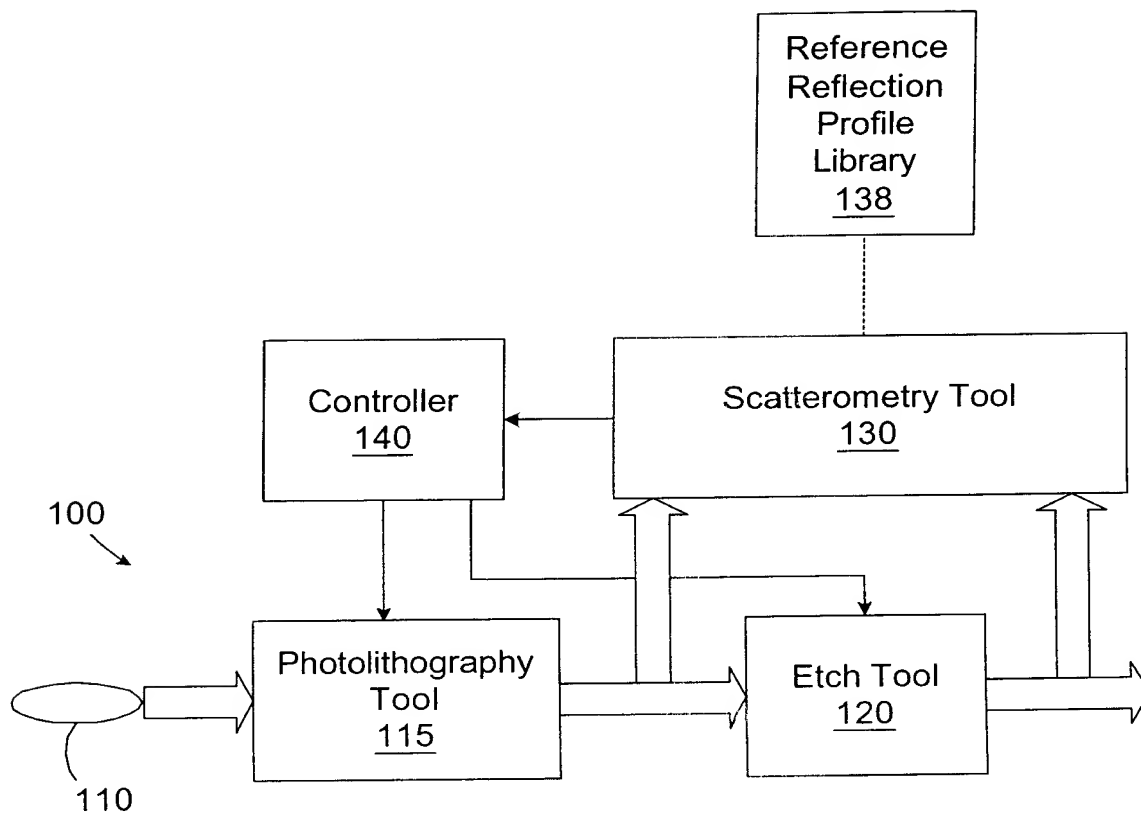 Reference
Reflection
Profile
Library
138
Controller
140
Scatterometry Tool
130
100
Photolithography
Tool
115
Etch Tool
120
110